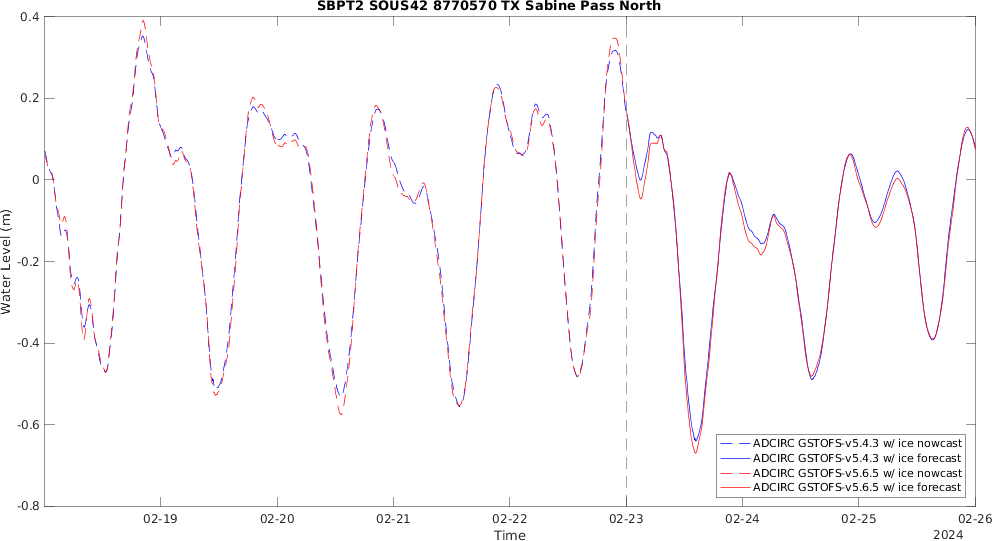 SBPT2 SOUS42 8770570 TX Sabine Pass North
0.4
0.2
0
-0.2
-0.4
-0.6
-0.8
Water Level (m)
02-19
02-20
02-21
02-22
02-23
02-24
02-25
02-26
Time
2024
ADCIRC GSTOFS-v5.4.3 w/ ice nowcast
ADCIRC GSTOFS-v5.4.3 w/ ice forecast
ADCIRC GSTOFS-v5.6.5 w/ ice nowcast
ADCIRC GSTOFS-v5.6.5 w/ ice forecast